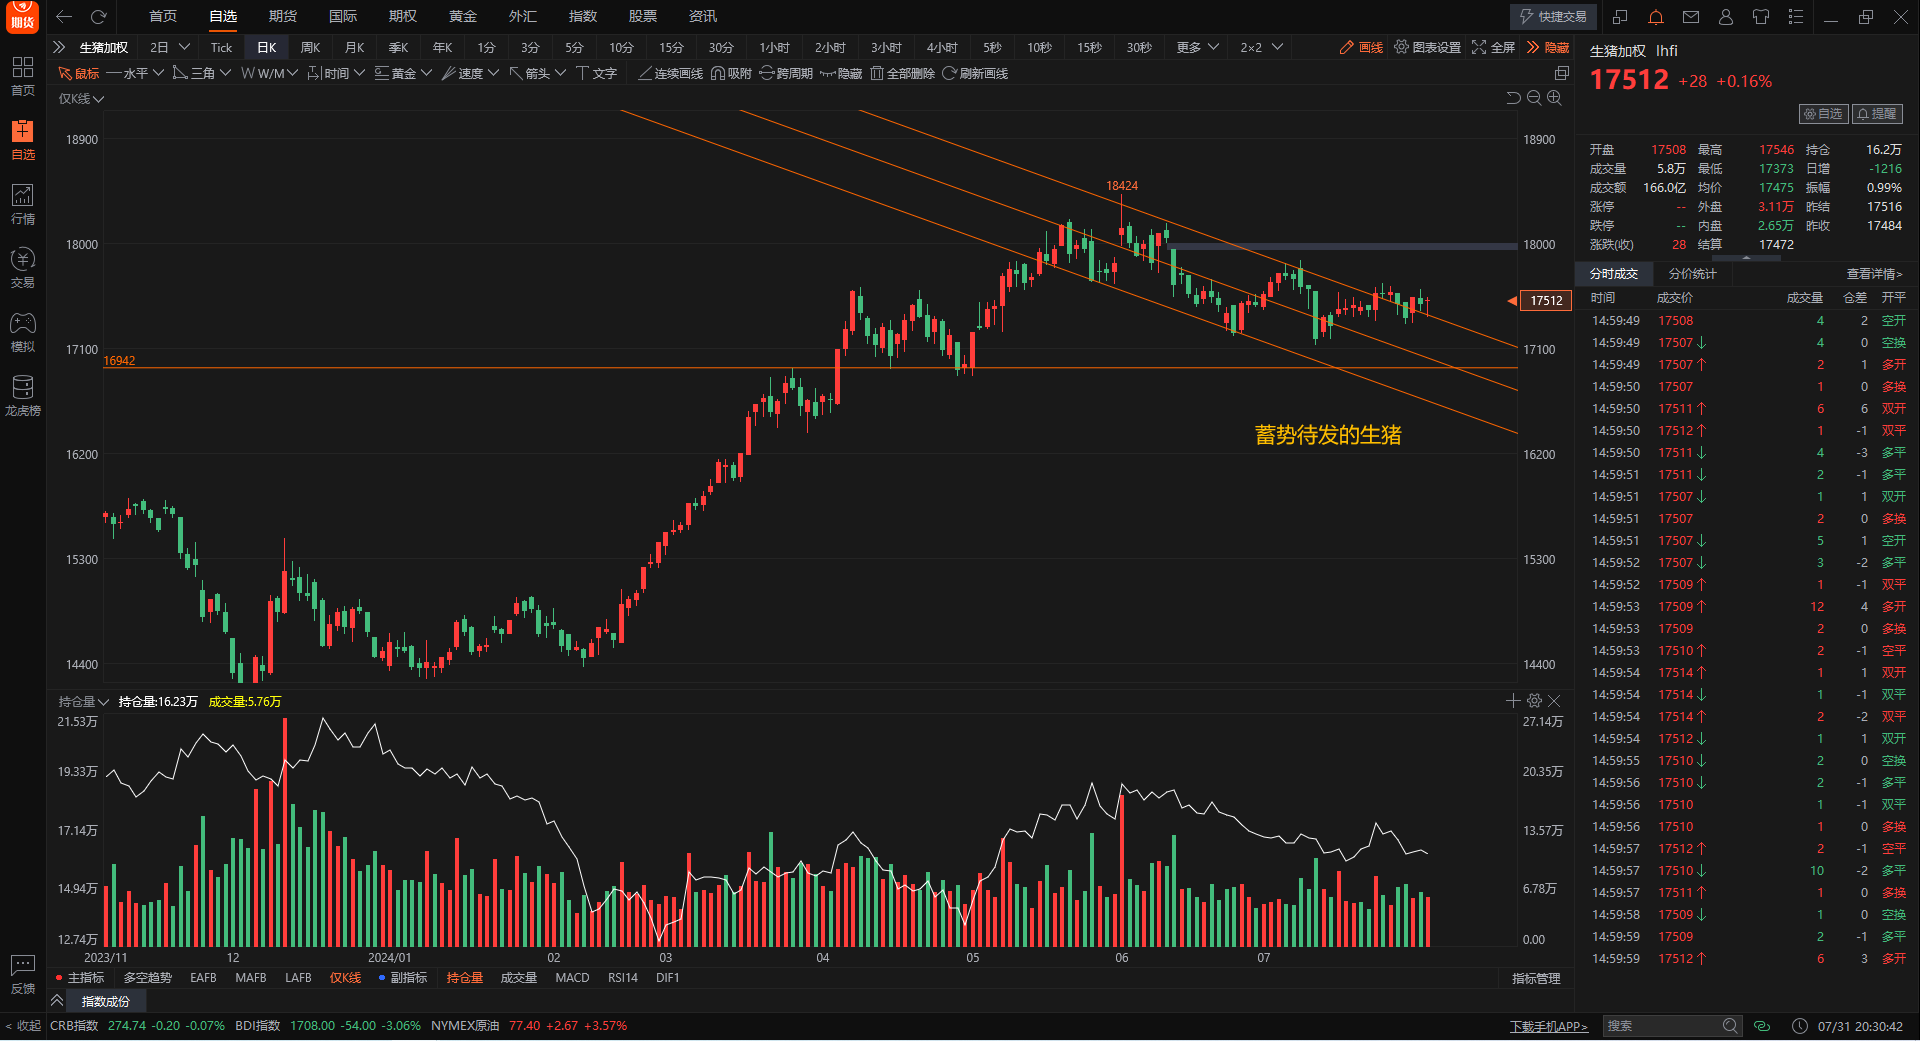 期货 首页 自选 期货 国际 期权 黄金 外汇 指数 股票 资讯 快捷交易
生猪加权 2日 Tick 日K 周K 月K 季K 年K 1分 3分 5分 10分 15分 30分 1小时 2小时 3小时 4小时 5秒 10秒 15秒 30秒 更多 2×2 画线 图表设置 全屏 隐藏
鼠标 水平 三角 W/M 时间 黄金 速度 箭头 文字 连续画线 吸附 跨周期 隐藏 全部删除 刷新画线
首页
自选
行情
交易
模拟
龙虎榜
反馈
< 收起
仅K线
18900 18900
18424
18000 18000
17512
17100 17100
16942
蓄势待发的生猪
16200 16200
15300 15300
14400 14400
持仓量 持仓量:16.23万 成交量:5.76万
21.53万 27.14万
19.33万 20.35万
17.14万 13.57万
14.94万 6.78万
12.74万 0.00
2023/11 12 2024/01 02 03 04 05 06 07
主指标 多空趋势 EAFB MAFB LAFB 仅K线 副指标 持仓量 成交量 MACD RSI14 DIF1 指标管理
指数成份
生猪加权 lhfi
17512 +28 +0.16%
自选 提醒
开盘 17508 最高 17546 持仓 16.2万
成交量 5.8万 最低 17373 日增 -1216
成交额 166.0亿 均价 17475 振幅 0.99%
涨停 -- 外盘 3.11万 昨结 17516
跌停 -- 内盘 2.65万 昨收 17484
涨跌(收) 28 结算 17472
分时成交 分价统计 查看详情>
时间 成交价 成交量 仓差 开平
14:59:49 17508 4 2 空开
14:59:49 17507↓ 4 0 空换
14:59:49 17507↑ 2 1 多开
14:59:50 17507 1 0 多换
14:59:50 17511↑ 6 6 双开
14:59:50 17512↑ 1 -1 双平
14:59:50 17511↓ 4 -3 多平
14:59:51 17511↓ 2 -1 多平
14:59:51 17507↓ 1 1 双开
14:59:51 17507 2 0 多换
14:59:51 17507↓ 5 1 空开
14:59:52 17507↓ 3 -2 多平
14:59:52 17509↑ 1 -1 双平
14:59:53 17509↑ 12 4 多开
14:59:53 17509 2 0 多换
14:59:53 17510↑ 2 -1 空平
14:59:54 17514↑ 1 1 双开
14:59:54 17514↓ 1 -1 双平
14:59:54 17514↑ 2 -2 双平
14:59:54 17512↓ 1 1 双开
14:59:55 17510↓ 2 0 空换
14:59:56 17510↓ 2 -1 多平
14:59:56 17510 1 -1 双平
14:59:56 17510 1 0 多换
14:59:57 17512↑ 2 -1 空平
14:59:57 17510↓ 10 -2 多平
14:59:57 17511↑ 1 0 多换
14:59:58 17509↓ 1 0 空换
14:59:59 17509 2 -1 多平
14:59:59 17512↑ 6 3 多开
CRB指数 274.74 -0.20 -0.07% BDI指数 1708.00 -54.00 -3.06% NYMEX原油 77.40 +2.67 +3.57% 下载手机APP> 搜索 07/31 20:30:42